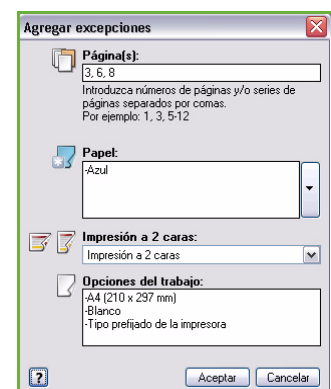 Agregar excepciones
Página(s):
3, 6, 8
Introduzca números de páginas y/o series de
páginas separados por comas.
Por ejemplo: 1, 3, 5-12
Papel:
-Azul
Impresión a 2 caras:
Impresión a 2 caras
Opciones del trabajo:
-A4 (210 x 297 mm)
-Blanco
-Tipo prefijado de la impresora
?
Aceptar
Cancelar